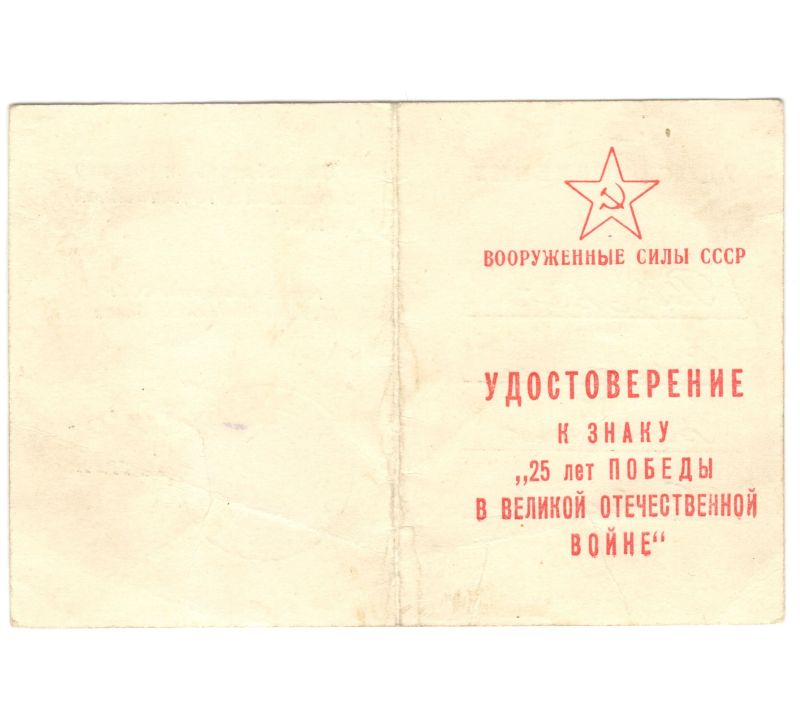 ВООРУЖЕННЫЕ СИЛЫ СССР
УДОСТОВЕРЕНИЕ
К ЗНАКУ
„25 лет ПОБЕДЫ
В ВЕЛИКОЙ ОТЕЧЕСТВЕННОЙ
ВОЙНЕ“